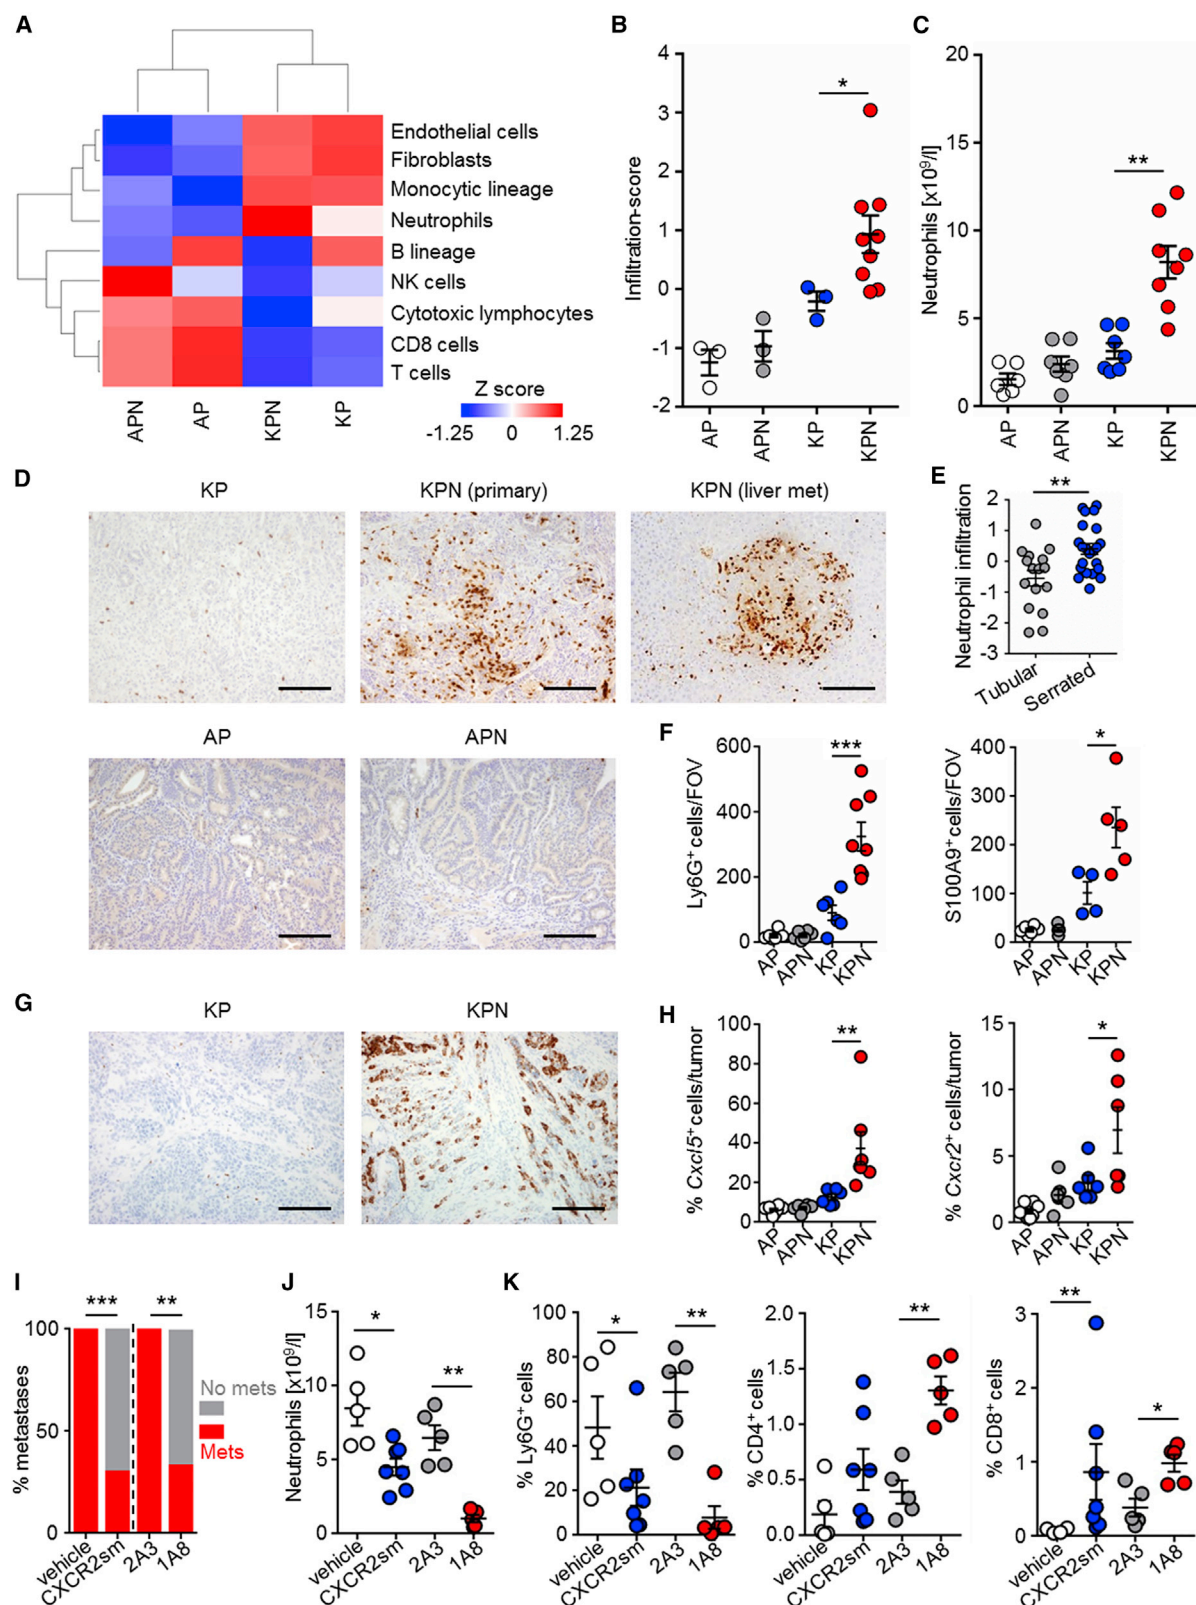 A
Endothelial cells
Fibroblasts
Monocytic lineage
Neutrophils
B lineage
NK cells
Cytotoxic lymphocytes
CD8 cells
T cells
APN
AP
KPN
KP
Z score
-1.25 0 1.25
B
Infiltration-score
4
3
2
1
0
-1
-2
*
AP
APN
KP
KPN
C
Neutrophils [x10⁹/l]
20
15
10
5
0
**
AP
APN
KP
KPN
D
KP
KPN (primary)
KPN (liver met)
AP
APN
E
Neutrophil infiltration
2
1
0
-1
-2
-3
**
Tubular
Serrated
F
Ly6G⁺ cells/FOV
600
400
200
0
***
AP
APN
KP
KPN
S100A9⁺ cells/FOV
400
300
200
100
0
*
AP
APN
KP
KPN
G
KP
KPN
H
% Cxcl5⁺ cells/tumor
100
80
60
40
20
0
**
AP
APN
KP
KPN
% Cxcr2⁺ cells/tumor
15
10
5
0
*
AP
APN
KP
KPN
I
% metastases
100
50
0
*** **
No mets
Mets
vehicle
CXCR2sm
2A3
1A8
J
Neutrophils [x10⁹/l]
15
10
5
0
*
**
vehicle
CXCR2sm
2A3
1A8
K
% Ly6G⁺ cells
100
80
60
40
20
0
*
**
vehicle
CXCR2sm
2A3
1A8
% CD4⁺ cells
2.0
1.5
1.0
0.5
0.0
**
vehicle
CXCR2sm
2A3
1A8
% CD8⁺ cells
3
2
1
0
**
*
vehicle
CXCR2sm
2A3
1A8